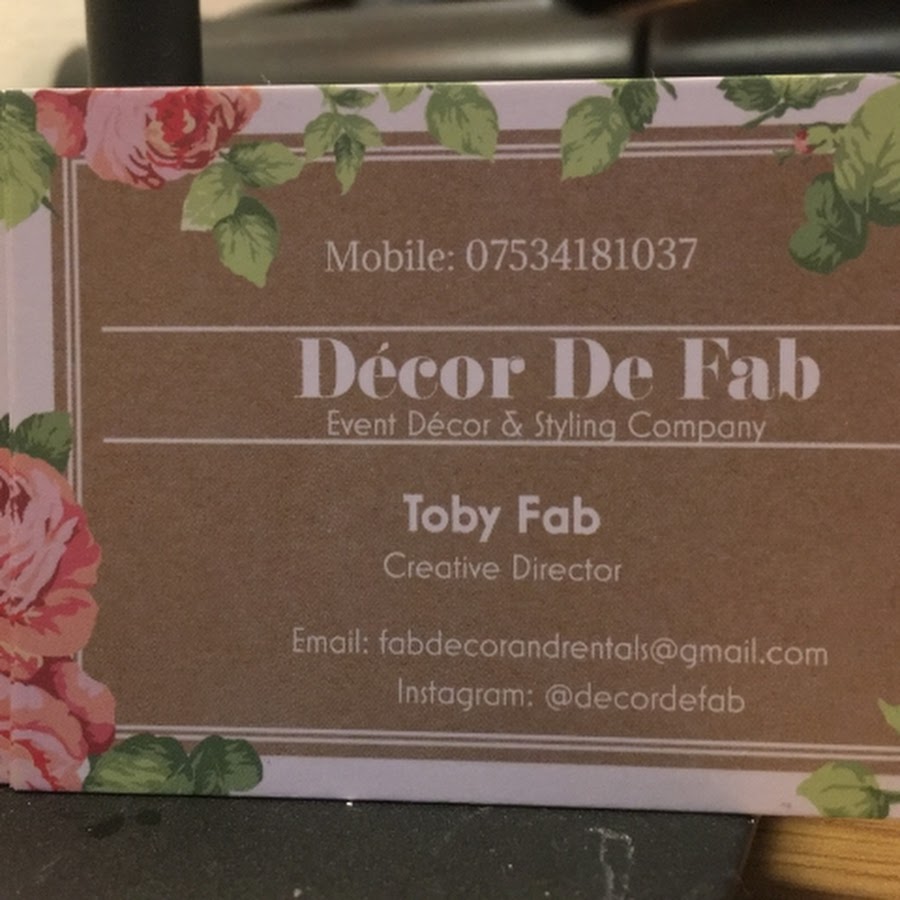 Mobile: 07534181037
Décor De Fab
Event Décor & Styling Company
Toby Fab
Creative Director
Email: fabdecorandrentals@gmail.com
Instagram: @decordefab